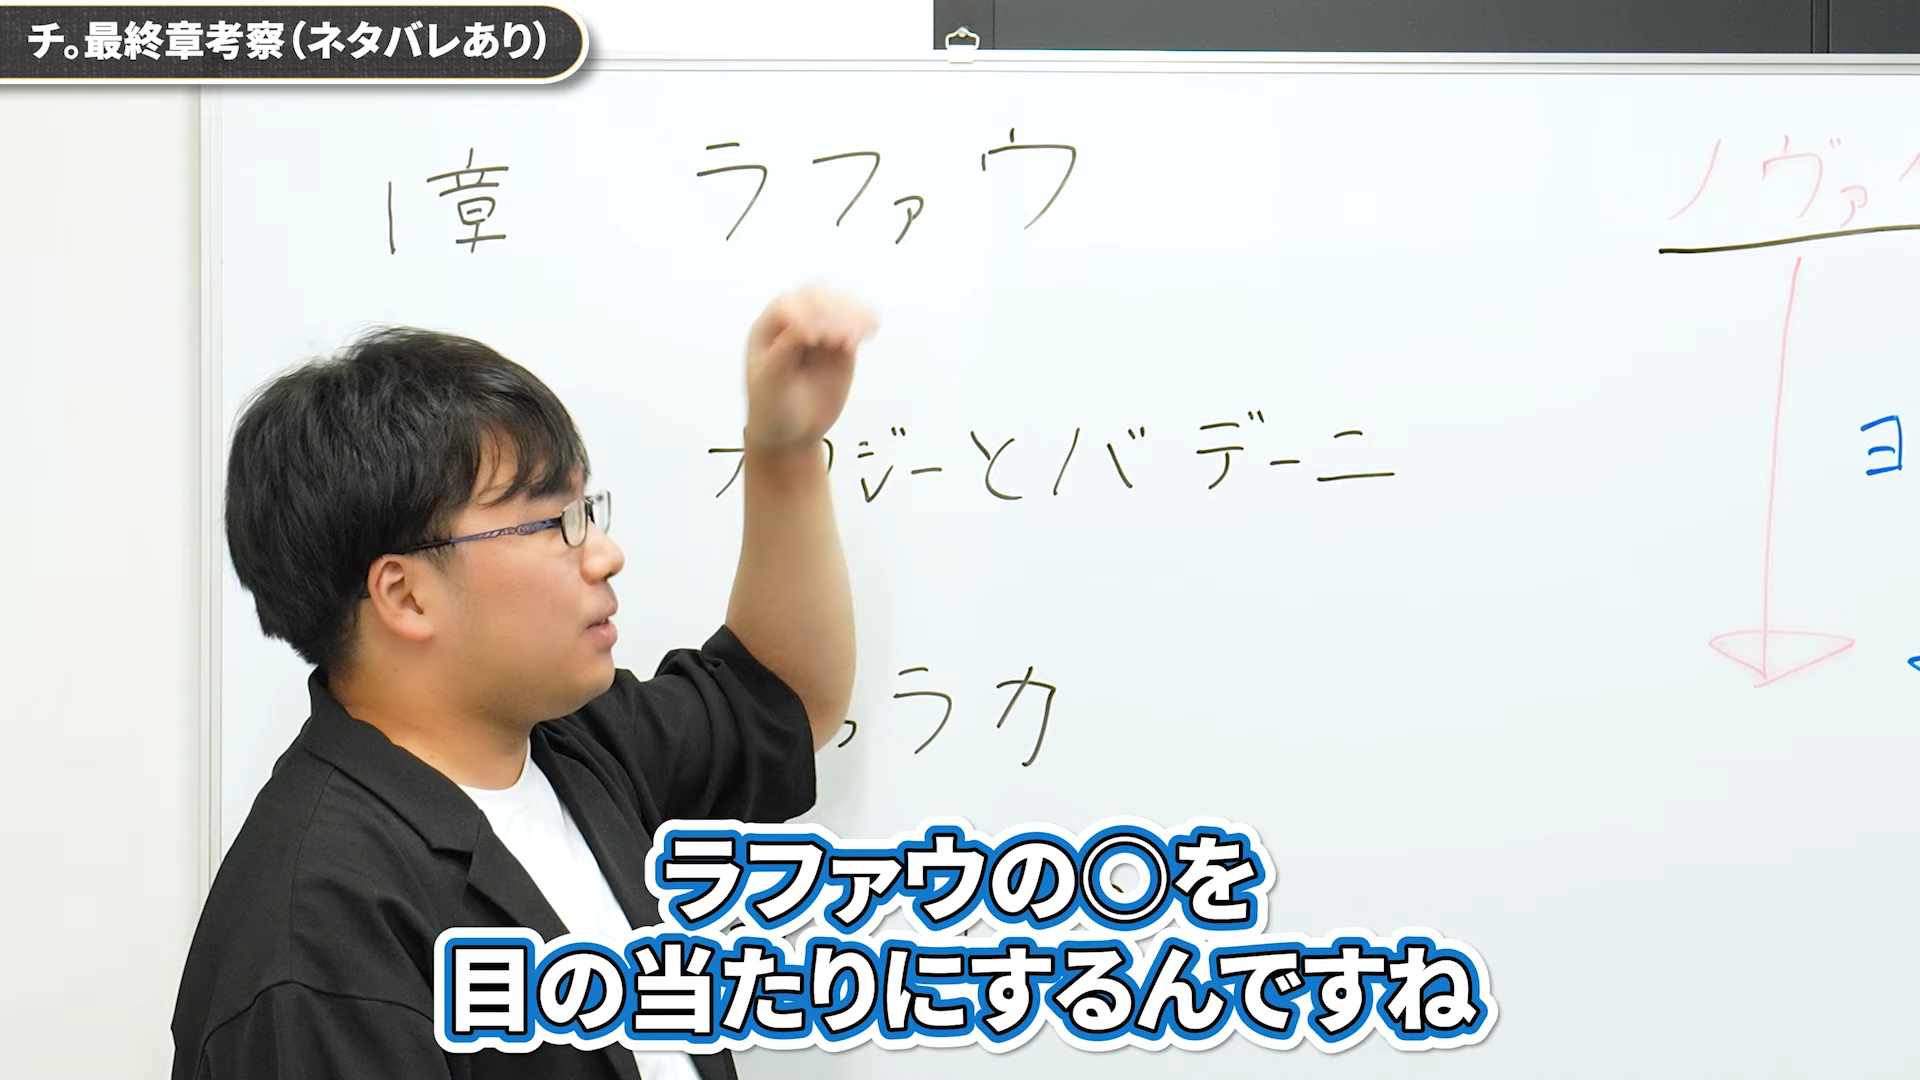 チ。最終章考察（ネタバレあり）
1章 ラファウ
ノヴァ
ジーとバデーニ
ヨ
ラカ
ラファウの○を
目の当たりにするんですね